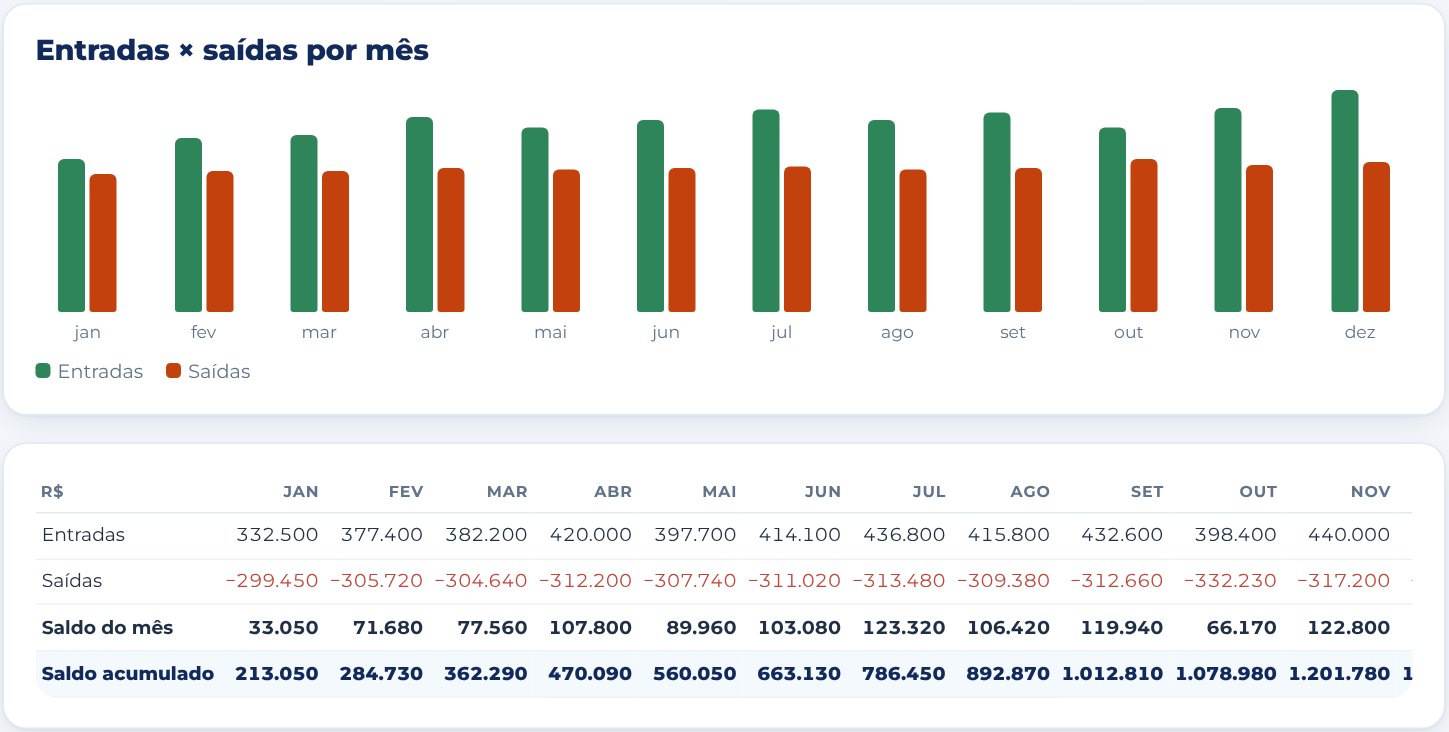 Entradas × saídas por mês
jan fev mar abr mai jun jul ago set out nov dez
Entradas Saídas
R$ JAN FEV MAR ABR MAI JUN JUL AGO SET OUT NOV
Entradas 332.500 377.400 382.200 420.000 397.700 414.100 436.800 415.800 432.600 398.400 440.000
Saídas −299.450 −305.720 −304.640 −312.200 −307.740 −311.020 −313.480 −309.380 −312.660 −332.230 −317.200
Saldo do mês 33.050 71.680 77.560 107.800 89.960 103.080 123.320 106.420 119.940 66.170 122.800
Saldo acumulado 213.050 284.730 362.290 470.090 560.050 663.130 786.450 892.870 1.012.810 1.078.980 1.201.780